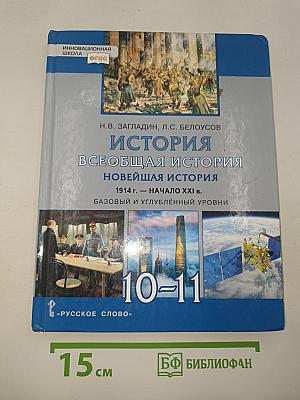 ИННОВАЦИОННАЯ
ШКОЛА
ФГОС
Н.В. ЗАГЛАДИН, Л.С. БЕЛОУСОВ
ИСТОРИЯ
ВСЕОБЩАЯ ИСТОРИЯ
НОВЕЙШАЯ ИСТОРИЯ
1914 г. — НАЧАЛО XXI в.
БАЗОВЫЙ И УГЛУБЛЁННЫЙ УРОВНИ
10–11
«РУССКОЕ СЛОВО»
15 см
БФ БИБЛИОФАН